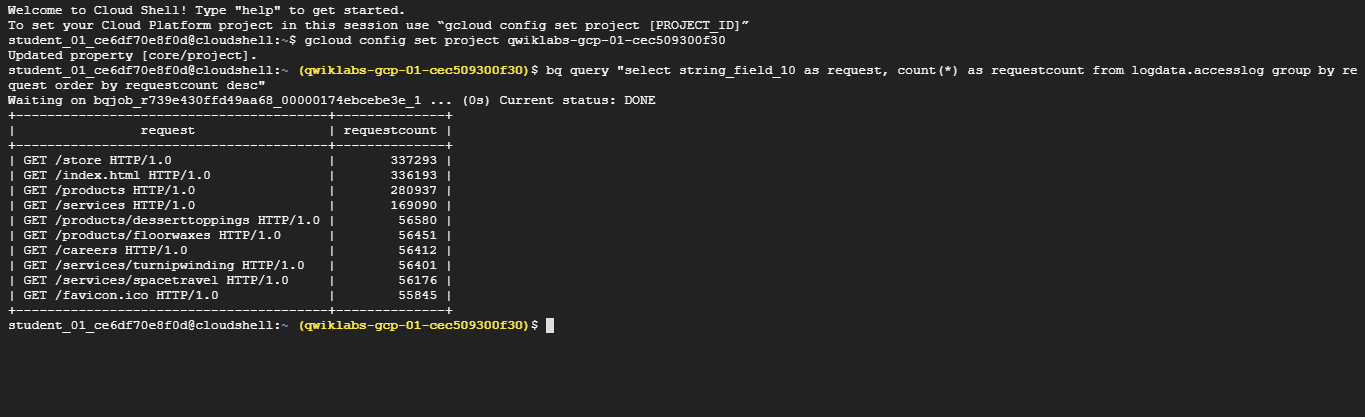 Welcome to Cloud Shell! Type "help" to get started.
To set your Cloud Platform project in this session use “gcloud config set project [PROJECT_ID]”
student_01_ce6df70e8f0d@cloudshell:~$ gcloud config set project qwiklabs-gcp-01-cec509300f30
Updated property [core/project].
student_01_ce6df70e8f0d@cloudshell:~ (qwiklabs-gcp-01-cec509300f30)$ bq query "select string_field_10 as request, count(*) as requestcount from logdata.accesslog group by re
quest order by requestcount desc"
Waiting on bqjob_r739e430ffd49aa68_00000174ebcebe3e_1 ... (0s) Current status: DONE
+----------------------------------------+--------------+
| request | requestcount |
+----------------------------------------+--------------+
| GET /store HTTP/1.0 | 337293 |
| GET /index.html HTTP/1.0 | 336193 |
| GET /products HTTP/1.0 | 280937 |
| GET /services HTTP/1.0 | 169090 |
| GET /products/desserttoppings HTTP/1.0 | 56580 |
| GET /products/floorwaxes HTTP/1.0 | 56451 |
| GET /careers HTTP/1.0 | 56412 |
| GET /services/turnipwinding HTTP/1.0 | 56401 |
| GET /services/spacetravel HTTP/1.0 | 56176 |
| GET /favicon.ico HTTP/1.0 | 55845 |
+----------------------------------------+--------------+
student_01_ce6df70e8f0d@cloudshell:~ (qwiklabs-gcp-01-cec509300f30)$